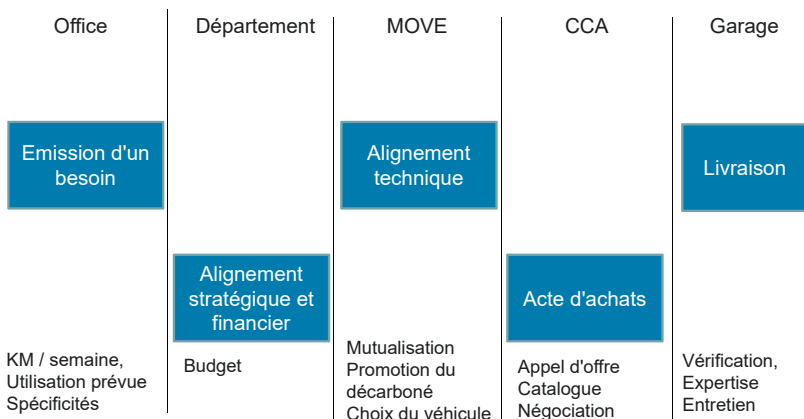 Office
Département
MOVE
CCA
Garage
Emission d'un
besoin
Alignement
technique
Livraison
Alignement
stratégique et
financier
Acte d'achats
KM / semaine,
Utilisation prévue
Spécificités
Budget
Mutualisation
Promotion du
décarboné
Choix du véhicule
Appel d'offre
Catalogue
Négociation
Vérification,
Expertise
Entretien